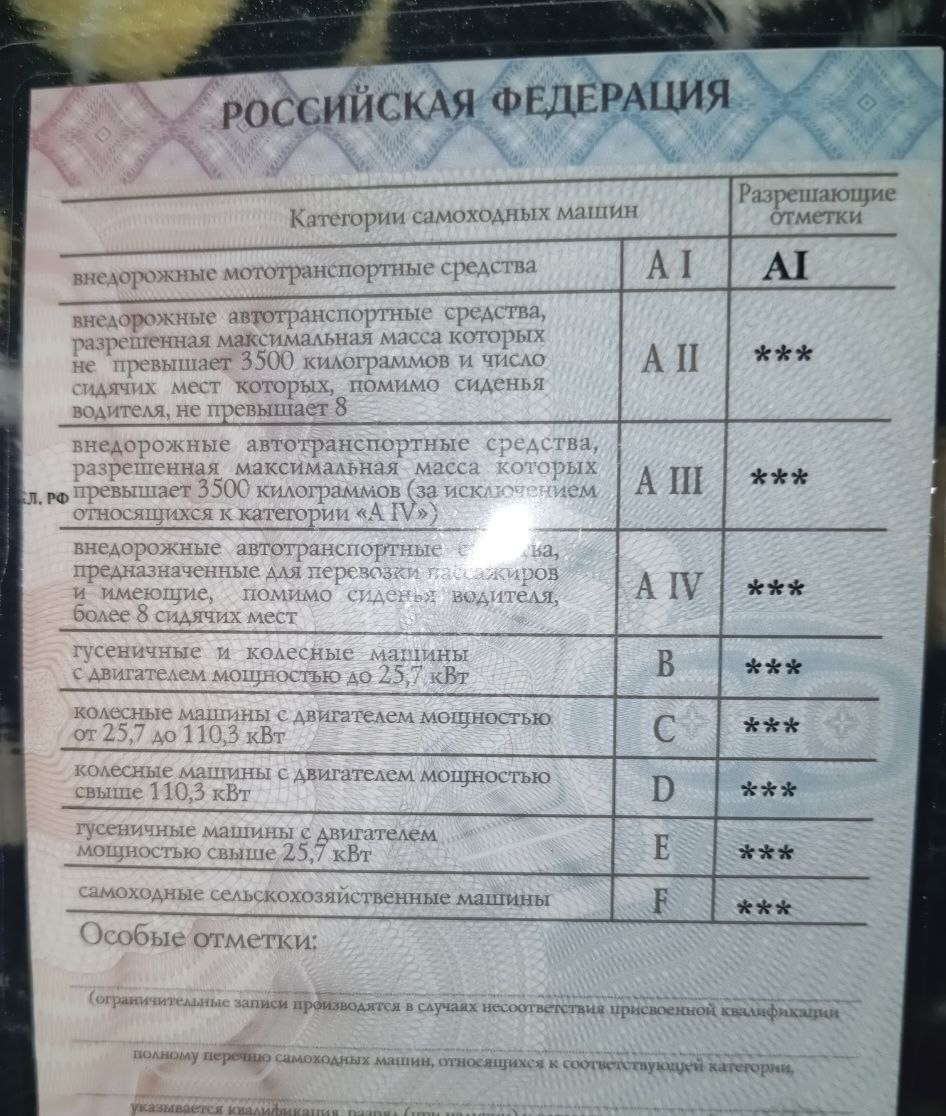 РОССИЙСКАЯ ФЕДЕРАЦИЯ
Категории самоходных машин
Разрешающие
отметки
внедорожные мототранспортные средства
A I
AI
внедорожные автотранспортные средства,
разрешенная максимальная масса которых
не превышает 3500 килограммов и число
сидячих мест которых, помимо сиденья
водителя, не превышает 8
A II
***
внедорожные автотранспортные средства,
разрешенная максимальная масса которых
превышает 3500 килограммов (за исключением
относящихся к категории «A IV»)
A III
***
РФ
внедорожные автотранспортные
предназначенные для перевозки пассажиров
и имеющие, помимо сиденья водителя,
более 8 сидячих мест
A IV
***
гусеничные и колесные машины
с двигателем мощностью до 25,7 кВт
B
***
колесные машины с двигателем мощностью
от 25,7 до 110,3 кВт
C
***
колесные машины с двигателем мощностью
свыше 110,3 кВт
D
***
гусеничные машины с двигателем
мощностью свыше 25,7 кВт
E
***
самоходные сельскохозяйственные машины
F
***
Особые отметки:
(ограничительные записи производятся в случаях несоответствия присвоенной квалификации
полному перечню самоходных машин, относящихся к соответствующей категории,
указывается квалификация, разряд